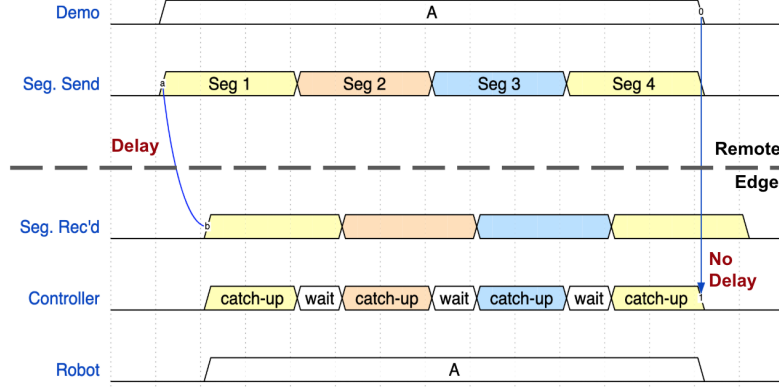 Demo
A
o
Seg. Send
a
Seg 1
Seg 2
Seg 3
Seg 4
Delay
Remote
Edge
Seg. Rec'd
b
No
Delay
Controller
catch-up
wait
catch-up
wait
catch-up
wait
catch-up
Robot
A